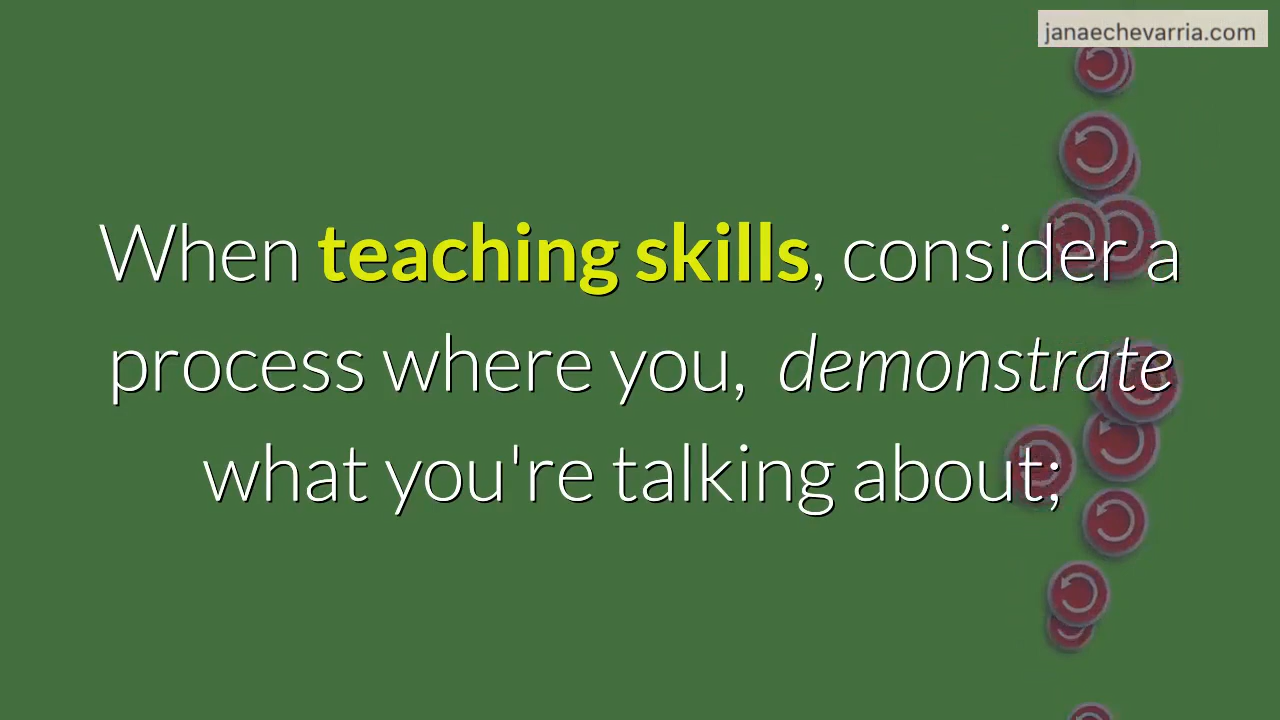 janaechevarria.com
When teaching skills, consider a
process where you, demonstrate
what you're talking about;